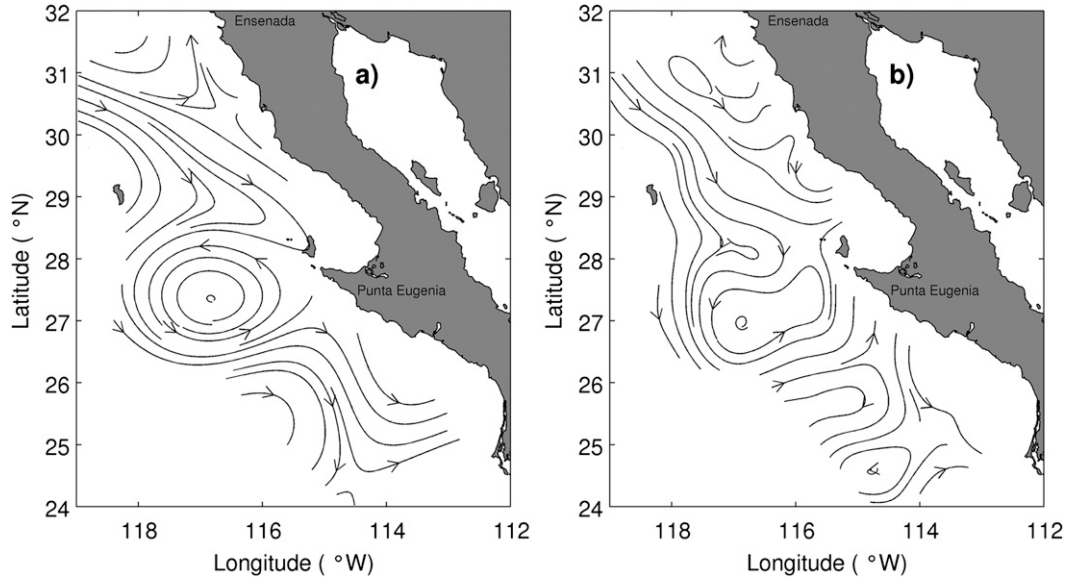 32
31
30
29
28
27
26
25
24
118
116
114
112
Latitude ( °N)
Longitude ( °W)
Ensenada
a)
Punta Eugenia
32
31
30
29
28
27
26
25
24
118
116
114
112
Latitude ( °N)
Longitude ( °W)
Ensenada
b)
Punta Eugenia